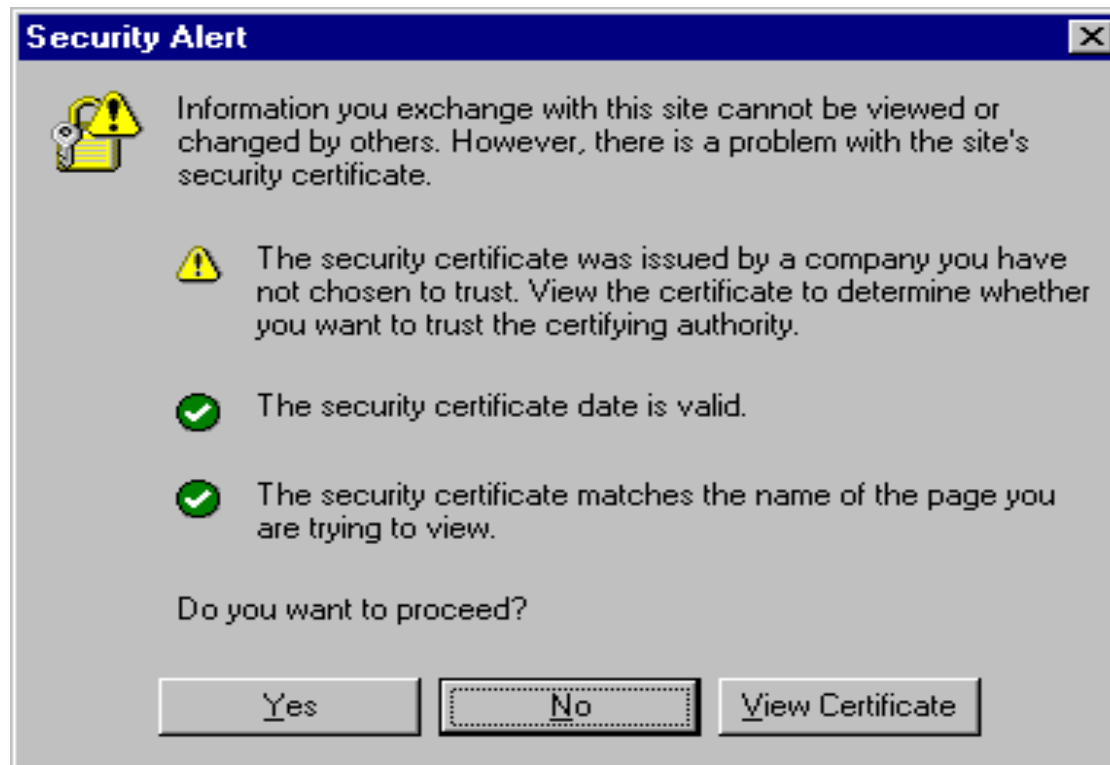 Security Alert
Information you exchange with this site cannot be viewed or
changed by others. However, there is a problem with the site's
security certificate.
The security certificate was issued by a company you have
not chosen to trust. View the certificate to determine whether
you want to trust the certifying authority.
The security certificate date is valid.
The security certificate matches the name of the page you
are trying to view.
Do you want to proceed?
Yes
No
View Certificate